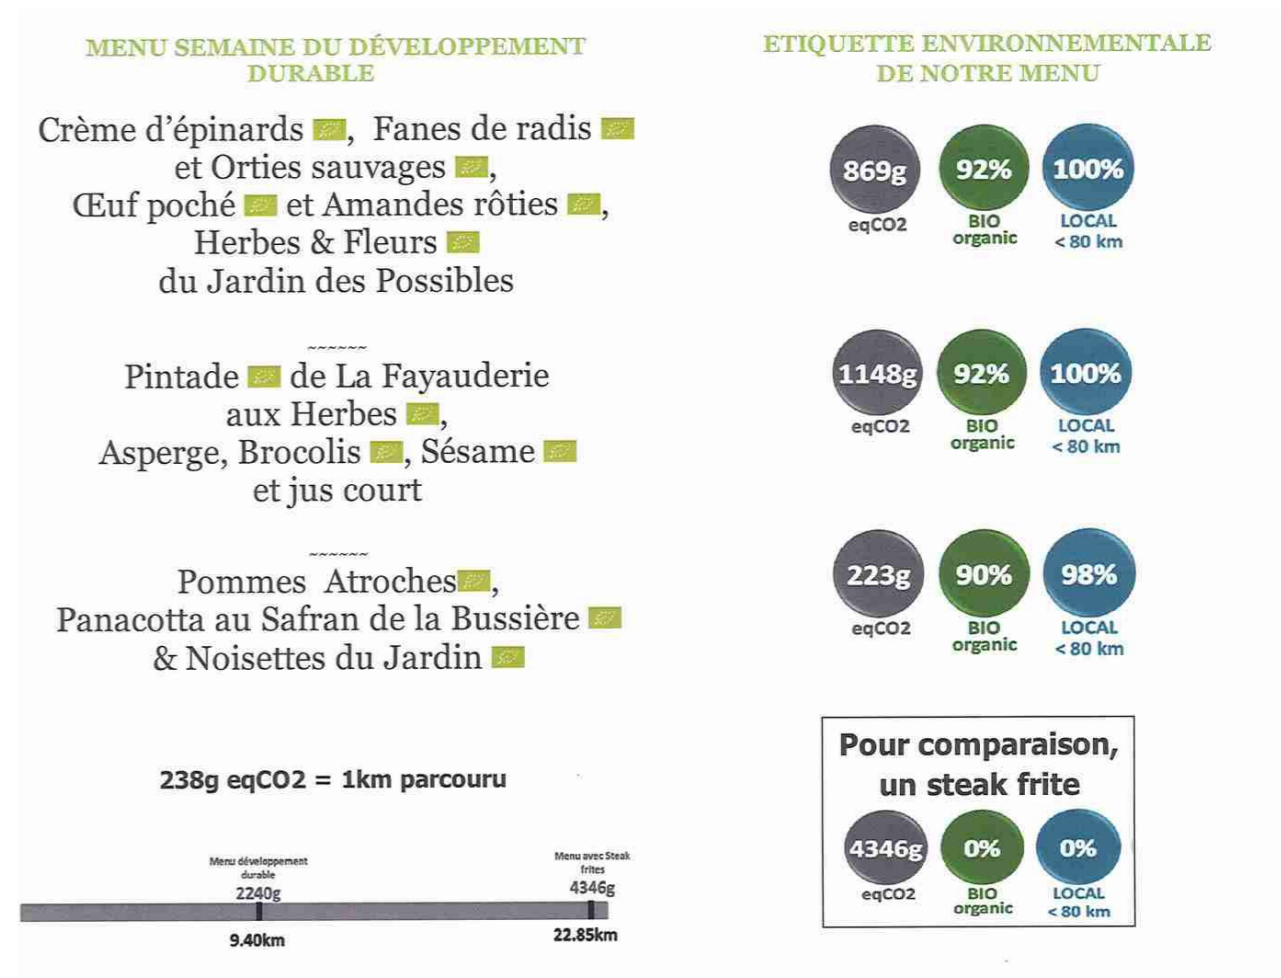 MENU SEMAINE DU DÉVELOPPEMENT
DURABLE
Crème d'épinards, Fanes de radis
et Orties sauvages,
Œuf poché et Amandes rôties,
Herbes & Fleurs
du Jardin des Possibles
~~~~~~
Pintade de La Fayauderie
aux Herbes,
Asperge, Brocolis, Sésame
et jus court
~~~~~~
Pommes Atroches,
Panacotta au Safran de la Bussière
& Noisettes du Jardin
238g eqCO2 = 1km parcouru
Menu développement
durable
2240g
9.40km
Menu avec Steak
frites
4346g
22.85km
ETIQUETTE ENVIRONNEMENTALE
DE NOTRE MENU
869g 92% 100%
eqCO2 BIO LOCAL
organic < 80 km
1148g 92% 100%
eqCO2 BIO LOCAL
organic < 80 km
223g 90% 98%
eqCO2 BIO LOCAL
organic < 80 km
Pour comparaison,
un steak frite
4346g 0% 0%
eqCO2 BIO LOCAL
organic < 80 km